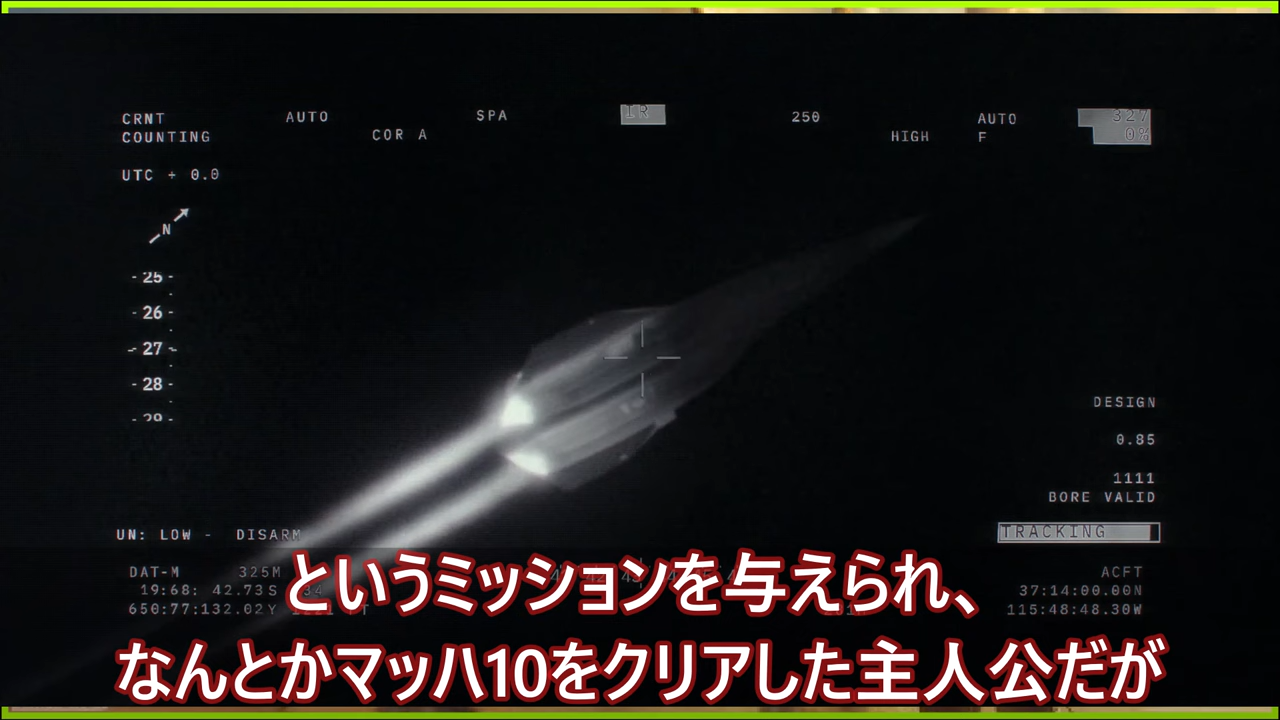 CRNT AUTO SPA IR 250 AUTO 327
COUNTING COR A HIGH F 0%
UTC + 0.0
N
-25-
-26-
-27-
-28-
-29-
DESIGN
0.85
1111
BORE VALID
TRACKING
UN: LOW - DISARM
DAT-M 325M ACFT
19:68: 42.73S 37:14:00.00N
650:77:132.02Y 115:48:48.30W
というミッションを与えられ、
なんとかマッハ10をクリアした主人公だが